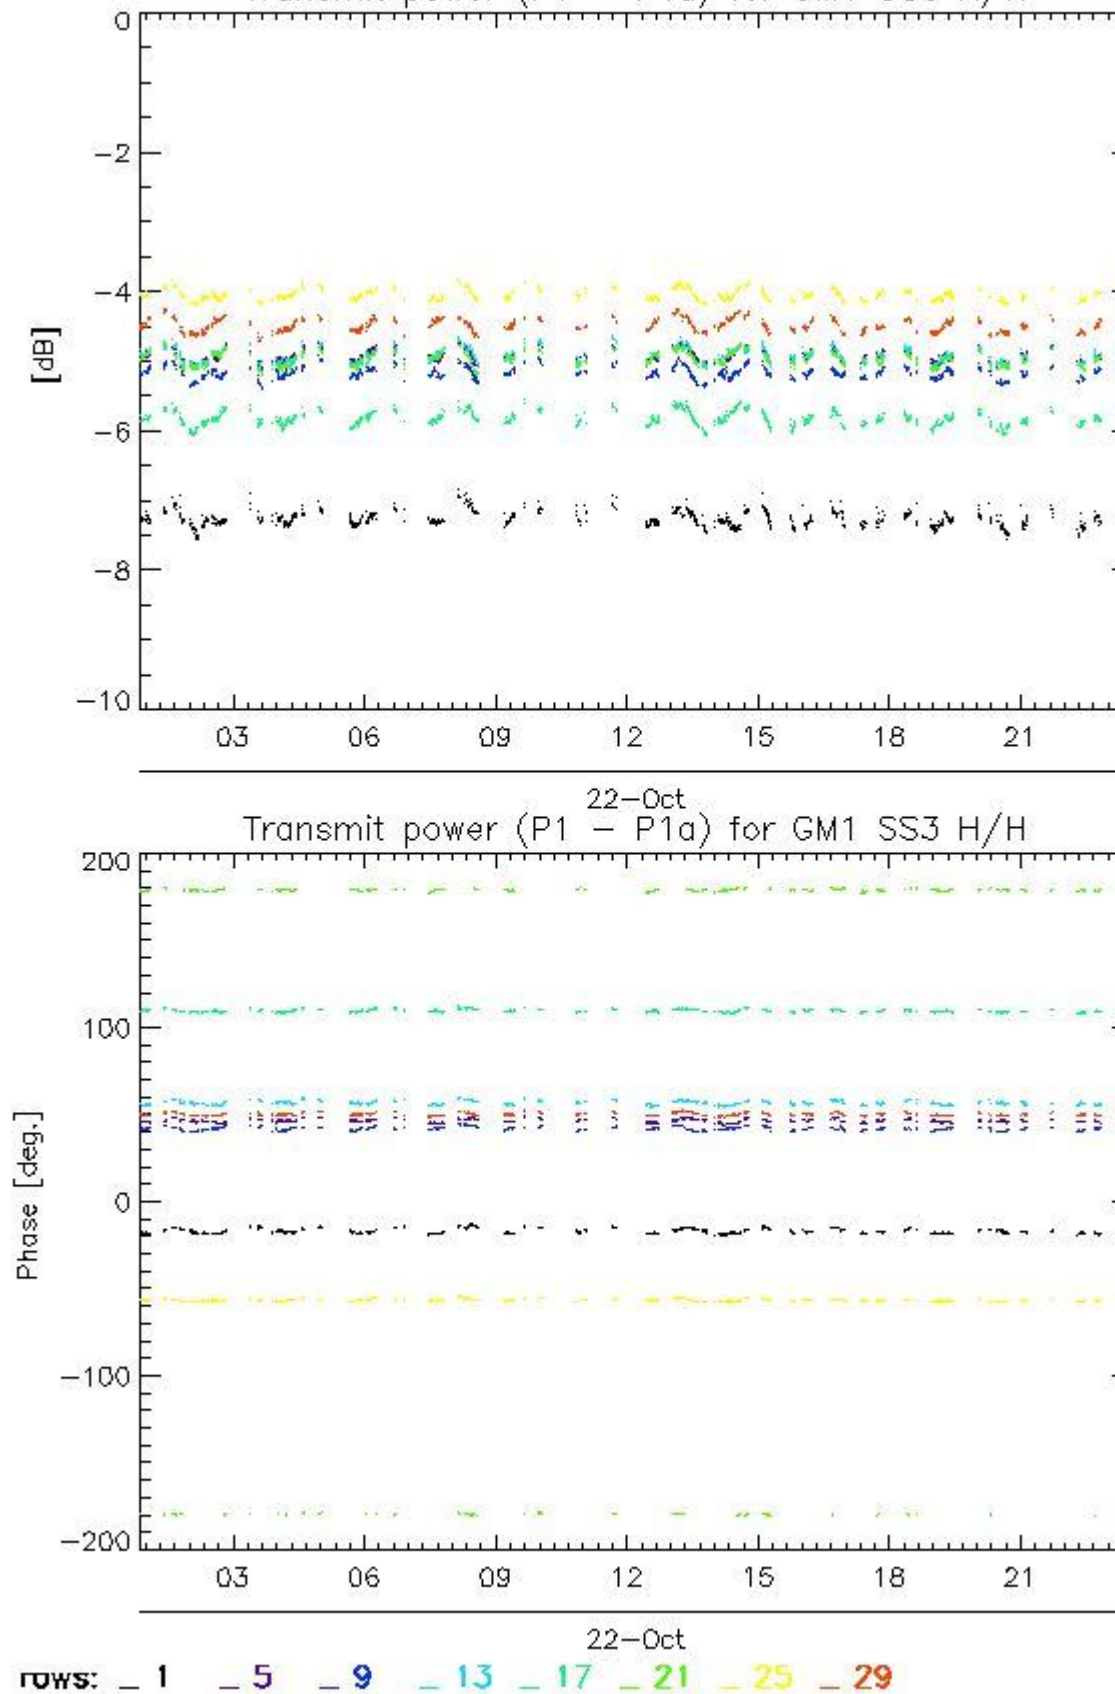 0
−2
−4
[dB]
−6
−8
−10
03 06 09 12 15 18 21
22−Oct
Transmit power (P1 − P1a) for GM1 SS3 H/H
200
100
Phase [deg.]
0
−100
−200
03 06 09 12 15 18 21
22−Oct
rows: _ 1 _ 5 _ 9 _ 13 _ 17 _ 21 _ 25 _ 29